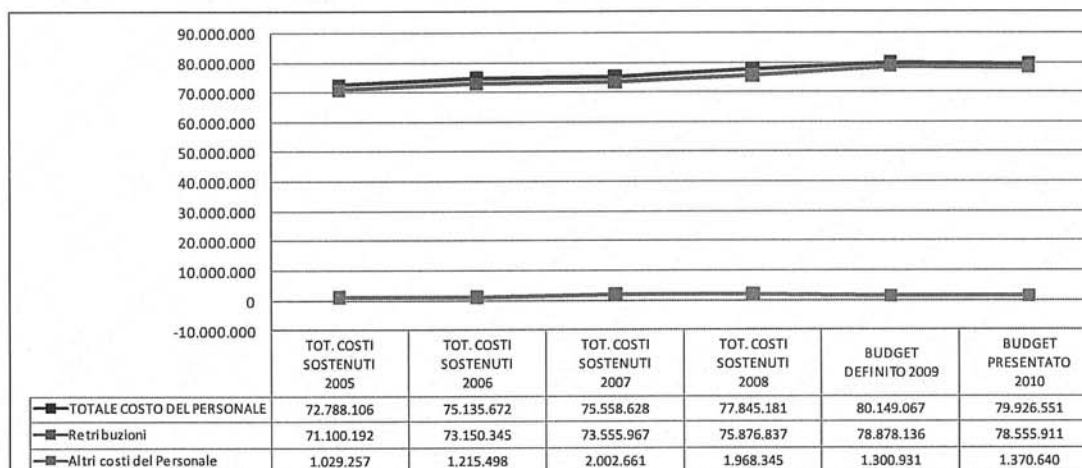 90.000.000
80.000.000
70.000.000
60.000.000
50.000.000
40.000.000
30.000.000
20.000.000
10.000.000
0
-10.000.000
TOT. COSTI SOSTENUTI 2005
TOT. COSTI SOSTENUTI 2006
TOT. COSTI SOSTENUTI 2007
TOT. COSTI SOSTENUTI 2008
BUDGET DEFINITO 2009
BUDGET PRESENTATO 2010
TOTALE COSTO DEL PERSONALE 72.788.106 75.135.672 75.558.628 77.845.181 80.149.067 79.926.551
Retribuzioni 71.100.192 73.150.345 73.555.967 75.876.837 78.878.136 78.555.911
Altri costi del Personale 1.029.257 1.215.498 2.002.661 1.968.345 1.300.931 1.370.640